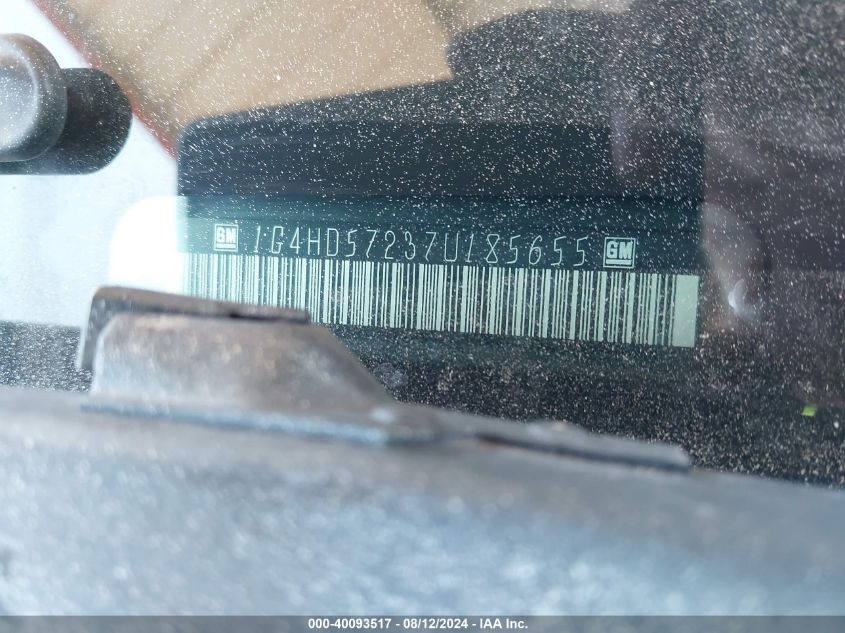 GM 1G4HD57237U185655 GM
000-40093517 - 08/12/2024 - IAA Inc.